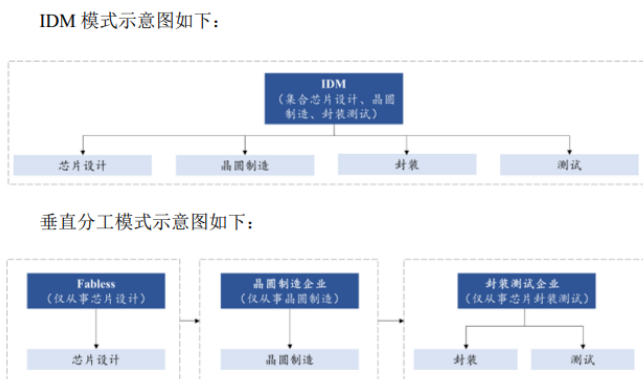 IDM 模式示意图如下：
IDM
（集合芯片设计、晶圆
制造、封装测试）
芯片设计
晶圆制造
封装
测试
垂直分工模式示意图如下：
Fabless
（仅从事芯片设计）
晶圆制造企业
（仅从事晶圆制造）
封装测试企业
（仅从事芯片封装测试）
芯片设计
晶圆制造
封装
测试